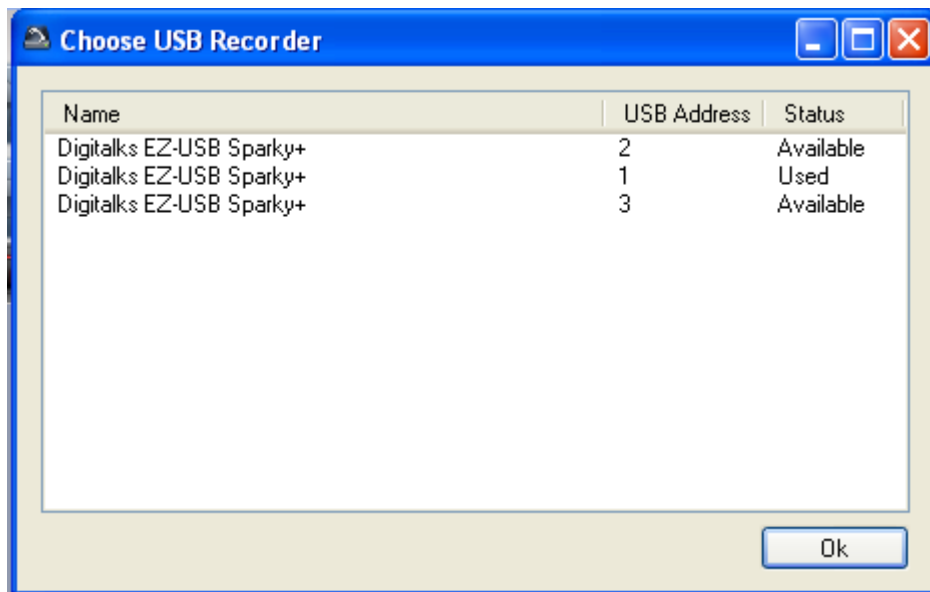 Choose USB Recorder
Name USB Address Status
Digitalks EZ-USB Sparky+ 2 Available
Digitalks EZ-USB Sparky+ 1 Used
Digitalks EZ-USB Sparky+ 3 Available
Ok